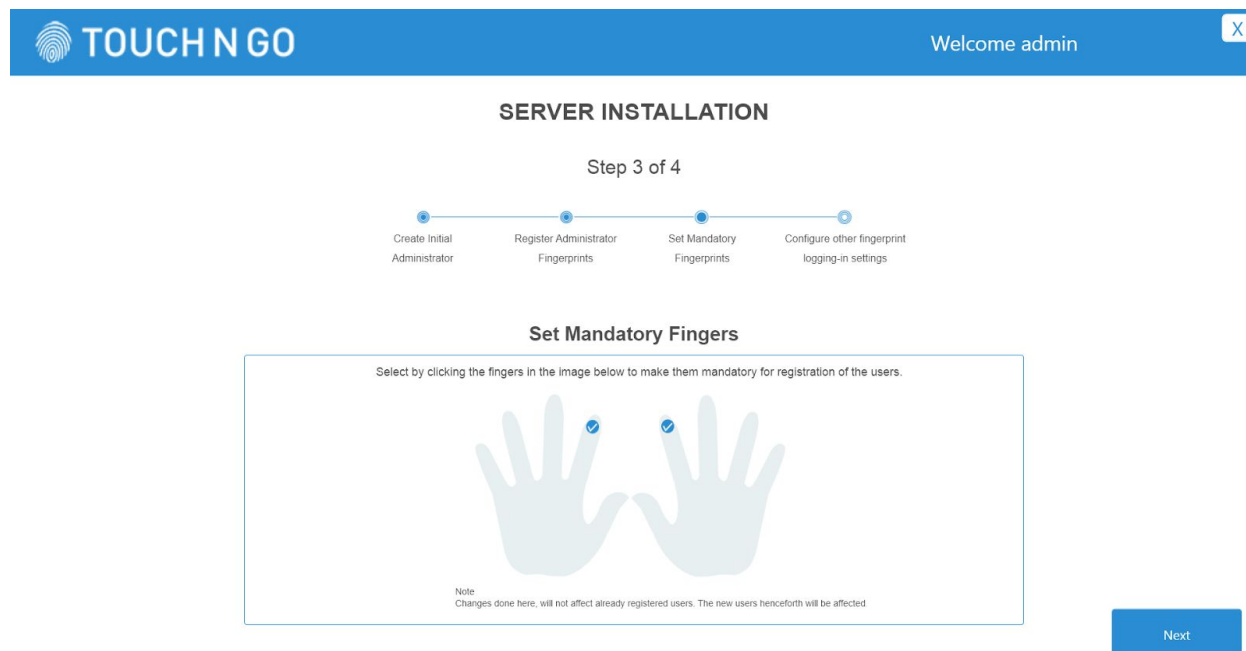 TOUCH N GO
Welcome admin
X
SERVER INSTALLATION
Step 3 of 4
Create Initial
Administrator
Register Administrator
Fingerprints
Set Mandatory
Fingerprints
Configure other fingerprint
logging-in settings
Set Mandatory Fingers
Select by clicking the fingers in the image below to make them mandatory for registration of the users.
Note
Changes done here, will not affect already registered users. The new users henceforth will be affected
Next